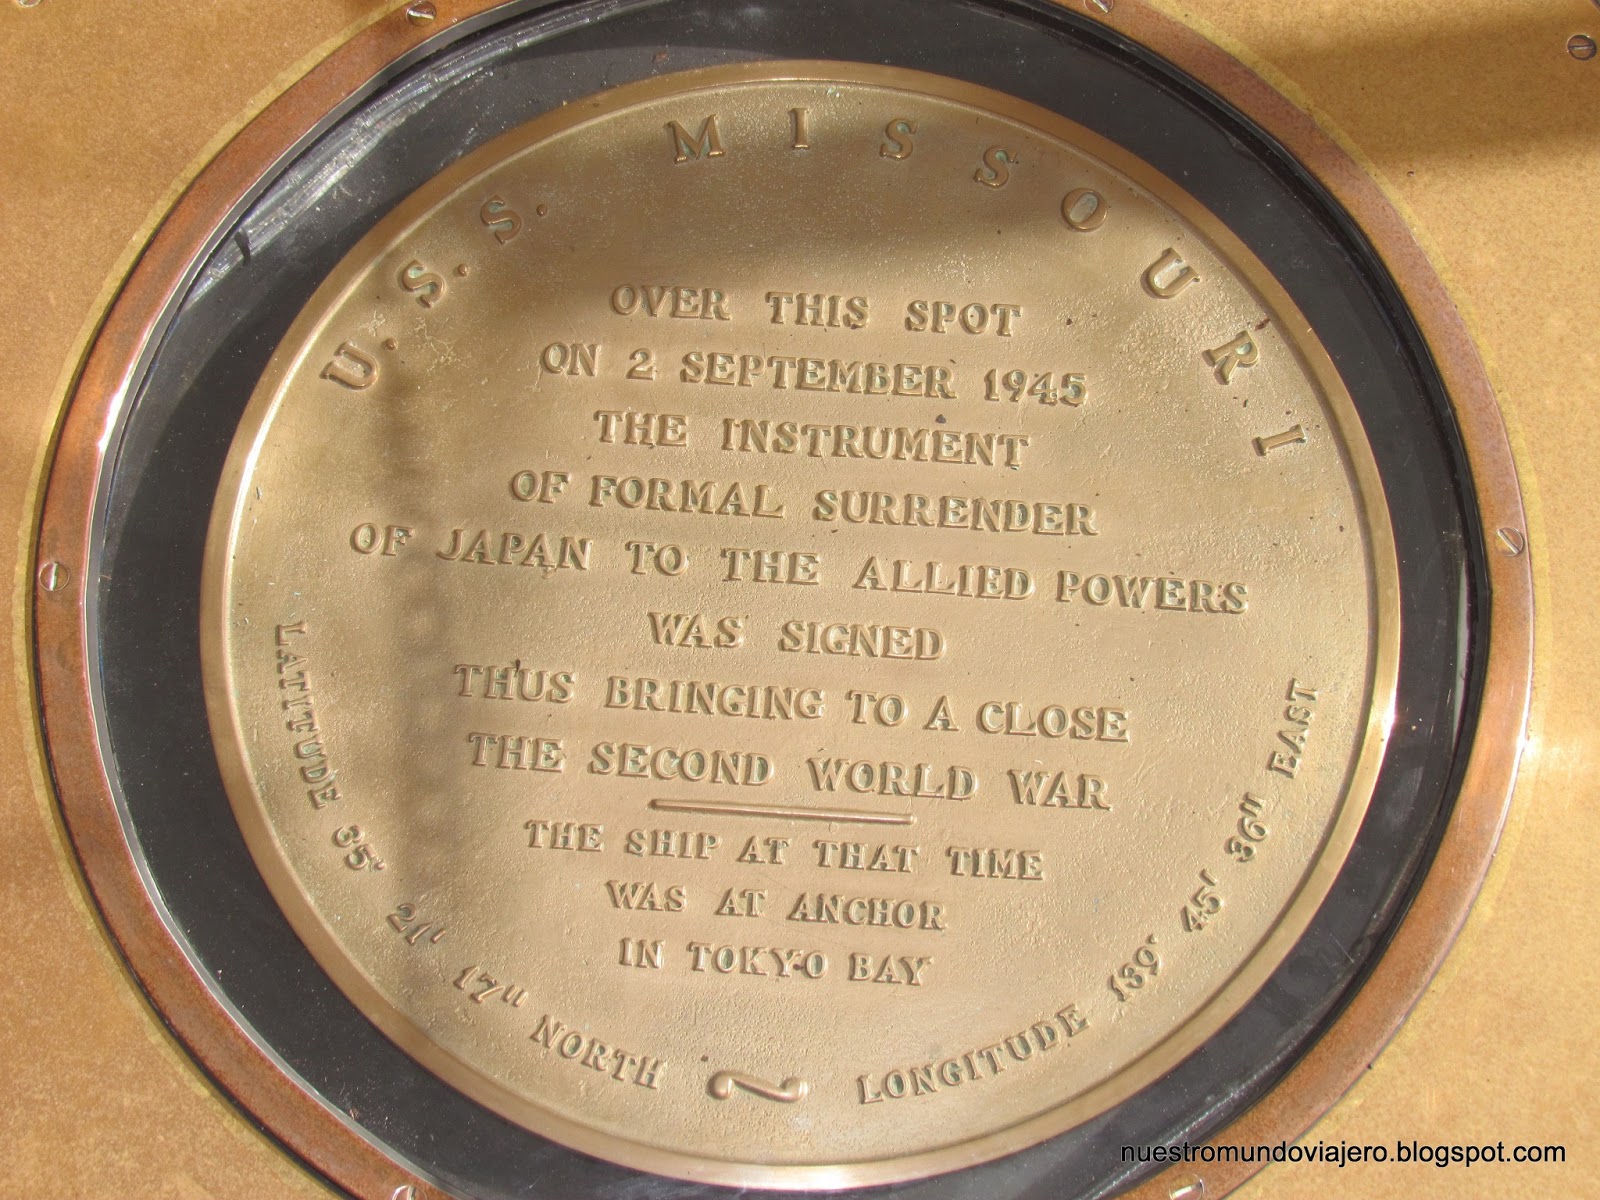 U.S.S. MISSOURI
OVER THIS SPOT
ON 2 SEPTEMBER 1945
THE INSTRUMENT
OF FORMAL SURRENDER
OF JAPAN TO THE ALLIED POWERS
WAS SIGNED
THUS BRINGING TO A CLOSE
THE SECOND WORLD WAR
THE SHIP AT THAT TIME
WAS AT ANCHOR
IN TOKYO BAY
LATITUDE 35° 21' 17" NORTH ~ LONGITUDE 139° 45' 36" EAST
nuestromundoviajero.blogspot.com